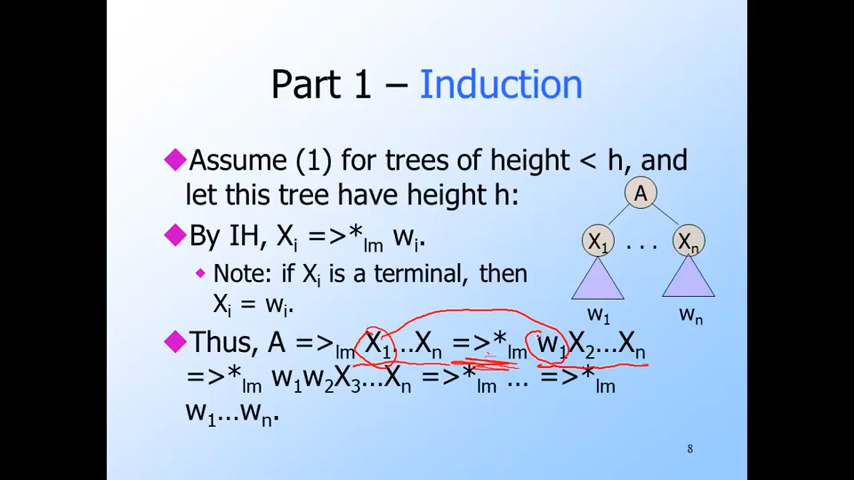 Part 1 – Induction
Assume (1) for trees of height < h, and
let this tree have height h:
A
By IH, Xi =>*lm wi.
X1 . . . Xn
Note: if Xi is a terminal, then
Xi = wi.
w1 wn
Thus, A =>lm X1…Xn =>*lm w1X2…Xn
=>*lm w1w2X3…Xn =>*lm … =>*lm
w1…wn.
8